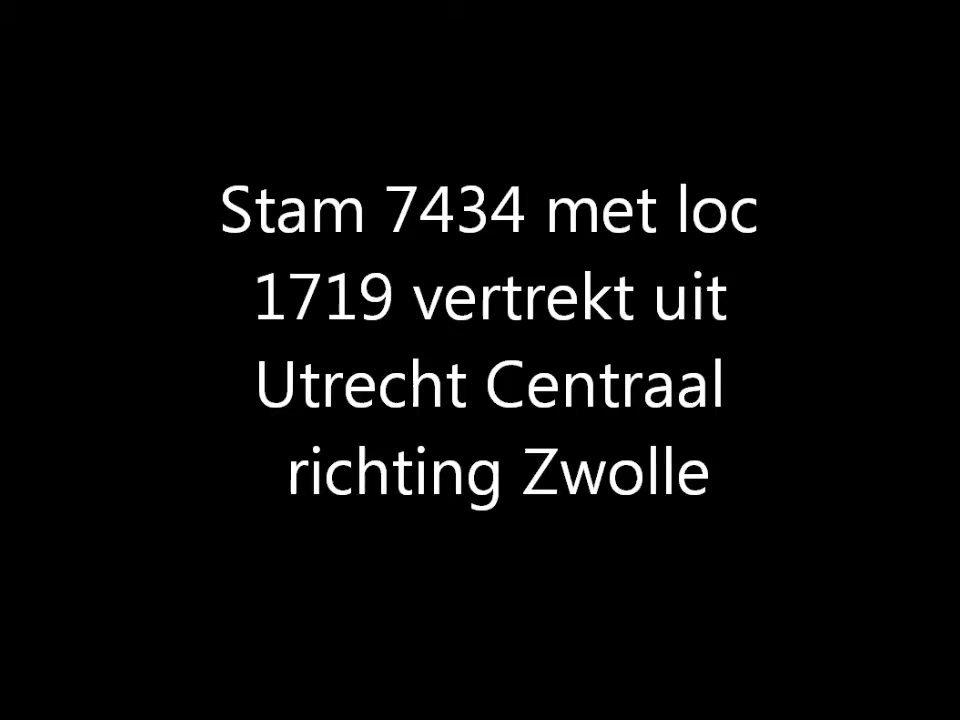 Stam 7434 met loc
1719 vertrekt uit
Utrecht Centraal
richting Zwolle